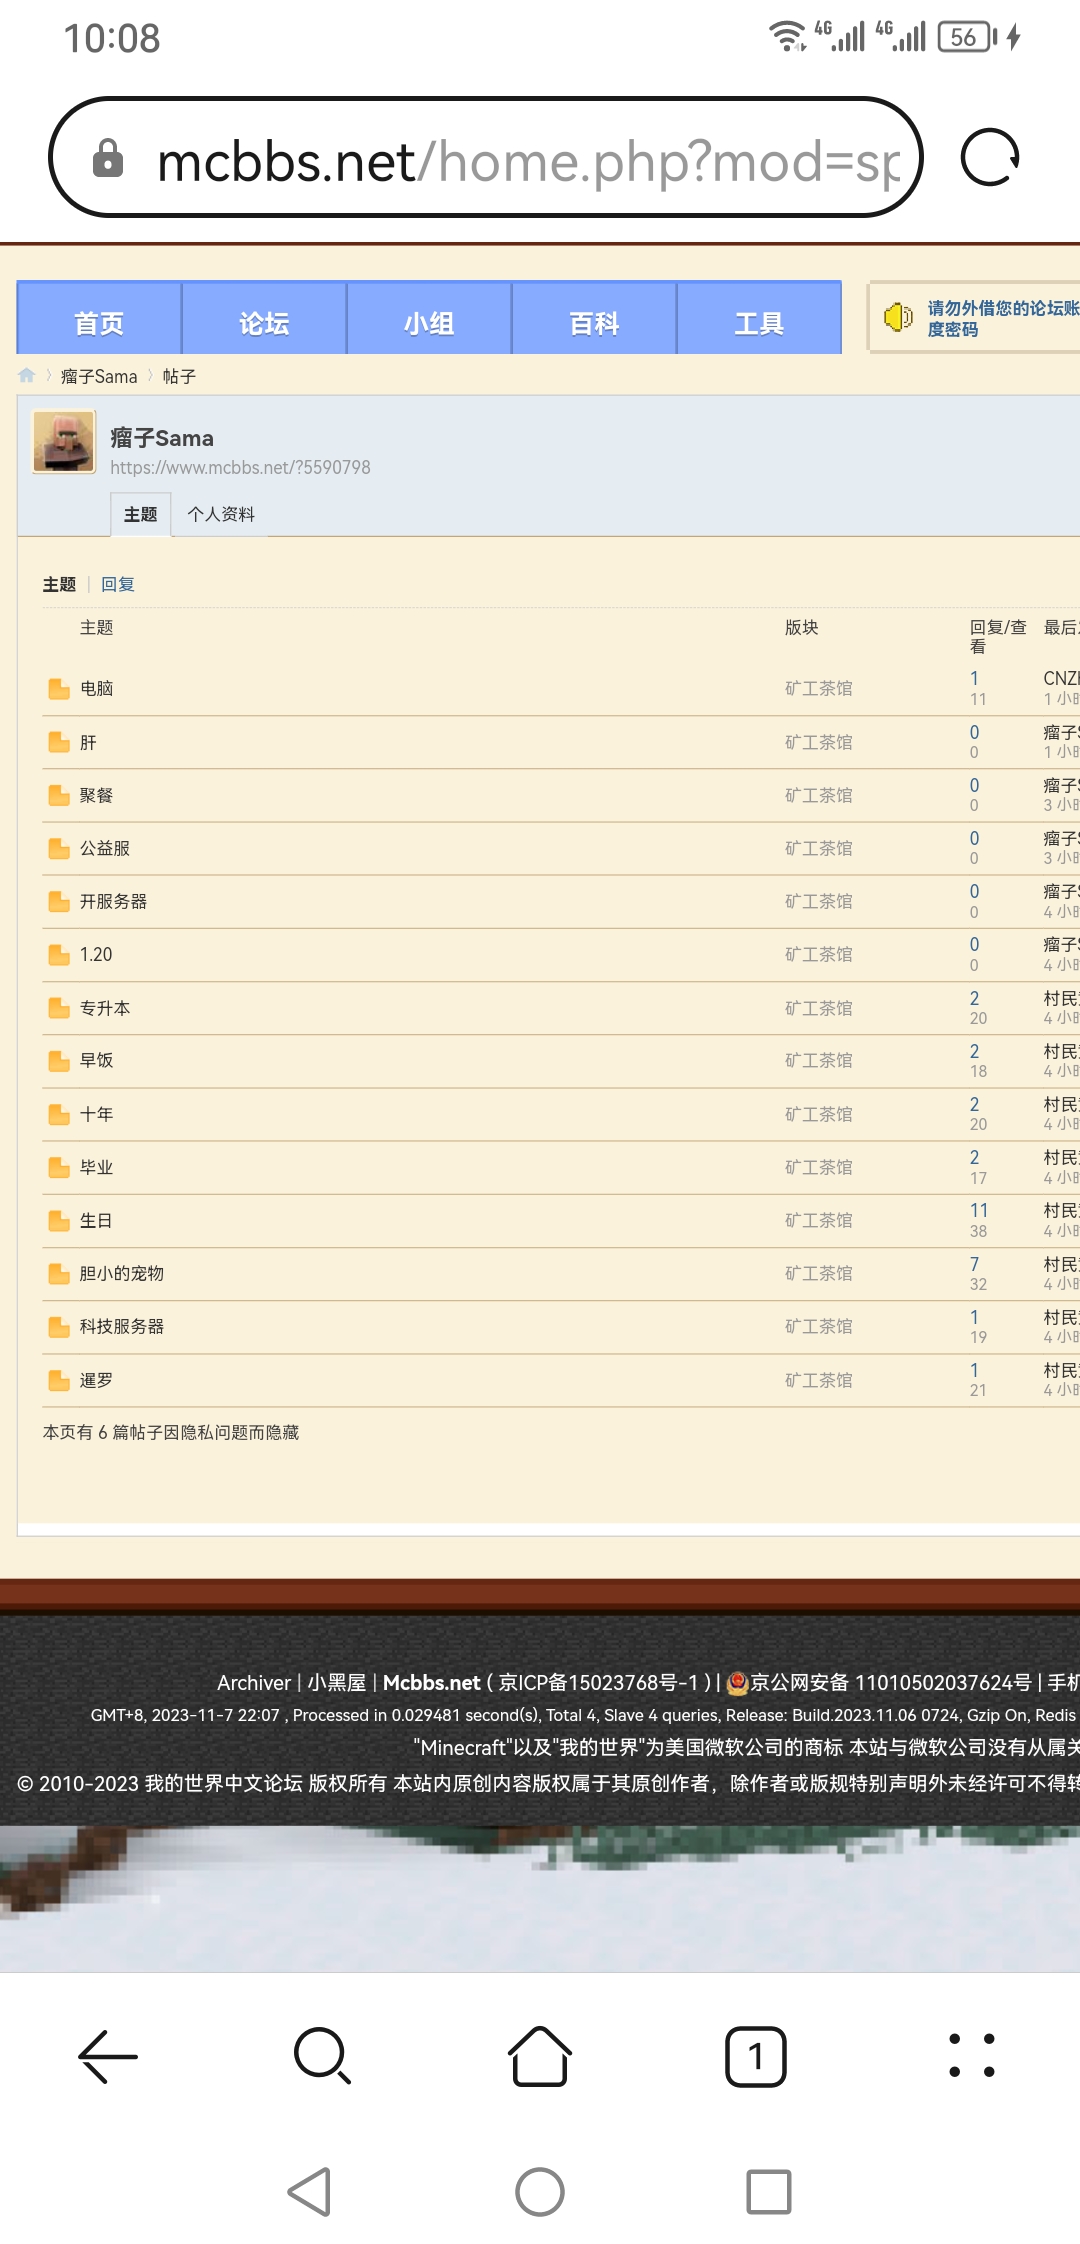 10:08
4G 4G 56
mcbbs.net/home.php?mod=sp
首页 论坛 小组 百科 工具
请勿外借您的论坛账
度密码
瘤子Sama 〉帖子
瘤子Sama
https://www.mcbbs.net/?5590798
主题 个人资料
主题 | 回复
主题 版块 回复/查看 最后
电脑 矿工茶馆 1 CNZ
11 1 小时
肝 矿工茶馆 0 瘤子S
0 1 小时
聚餐 矿工茶馆 0 瘤子S
0 3 小时
公益服 矿工茶馆 0 瘤子S
0 3 小时
开服务器 矿工茶馆 0 瘤子S
0 4 小时
1.20 矿工茶馆 0 瘤子S
0 4 小时
专升本 矿工茶馆 2 村民
20 4 小时
早饭 矿工茶馆 2 村民
18 4 小时
十年 矿工茶馆 2 村民
20 4 小时
毕业 矿工茶馆 2 村民
17 4 小时
生日 矿工茶馆 11 村民
38 4 小时
胆小的宠物 矿工茶馆 7 村民
32 4 小时
科技服务器 矿工茶馆 1 村民
19 4 小时
暹罗 矿工茶馆 1 村民
21 4 小时
本页有 6 篇帖子因隐私问题而隐藏
Archiver | 小黑屋 | Mcbbs.net ( 京ICP备15023768号-1 ) | 京公网安备 11010502037624号 | 手机
GMT+8, 2023-11-7 22:07 , Processed in 0.029481 second(s), Total 4, Slave 4 queries, Release: Build.2023.11.06 0724, Gzip On, Redis
"Minecraft"以及"我的世界"为美国微软公司的商标 本站与微软公司没有从属关
© 2010-2023 我的世界中文论坛 版权所有 本站内原创内容版权属于其原创作者，除作者或版规特别声明外未经许可不得转
1